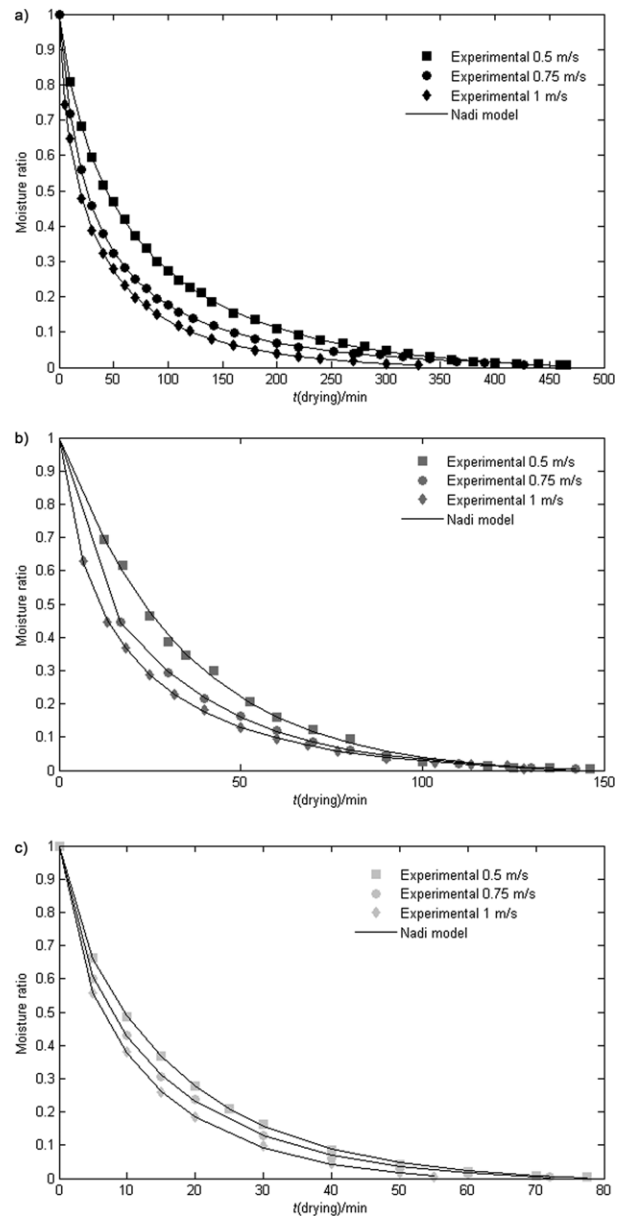 a)
1
0.9
0.8
0.7
0.6
0.5
0.4
0.3
0.2
0.1
0
Moisture ratio
Experimental 0.5 m/s
Experimental 0.75 m/s
Experimental 1 m/s
Nadi model
0 50 100 150 200 250 300 350 400 450 500
t(drying)/min
b)
1
0.9
0.8
0.7
0.6
0.5
0.4
0.3
0.2
0.1
0
Moisture ratio
Experimental 0.5 m/s
Experimental 0.75 m/s
Experimental 1 m/s
Nadi model
0 50 100 146
t(drying)/min
c)
1
0.9
0.8
0.7
0.6
0.5
0.4
0.3
0.2
0.1
0
Moisture ratio
Experimental 0.5 m/s
Experimental 0.75 m/s
Experimental 1 m/s
Nadi model
0 10 20 30 40 50 60 70 80
t(drying)/min